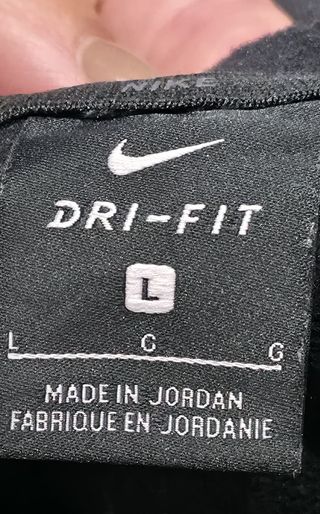 NIKE
DRI-FIT
L
L G G
MADE IN JORDAN
FABRIQUE EN JORDANIE